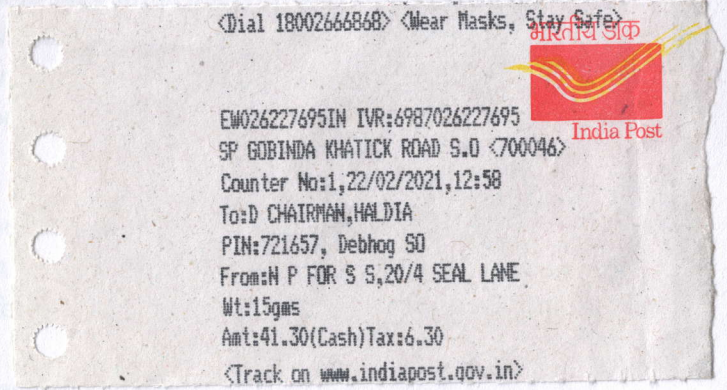 <Dial 18002666868> <Wear Masks, Stay Safe>
भारतीय डाक
India Post
EW026227695IN IVR:6987026227695
SP GOBINDA KHATICK ROAD S.O <700046>
Counter No:1,22/02/2021,12:58
To:D CHAIRMAN,HALDIA
PIN:721657, Debhog SO
From:N P FOR S S,20/4 SEAL LANE
Wt:15gms
Amt:41.30(Cash)Tax:6.30
<Track on www.indiapost.gov.in>